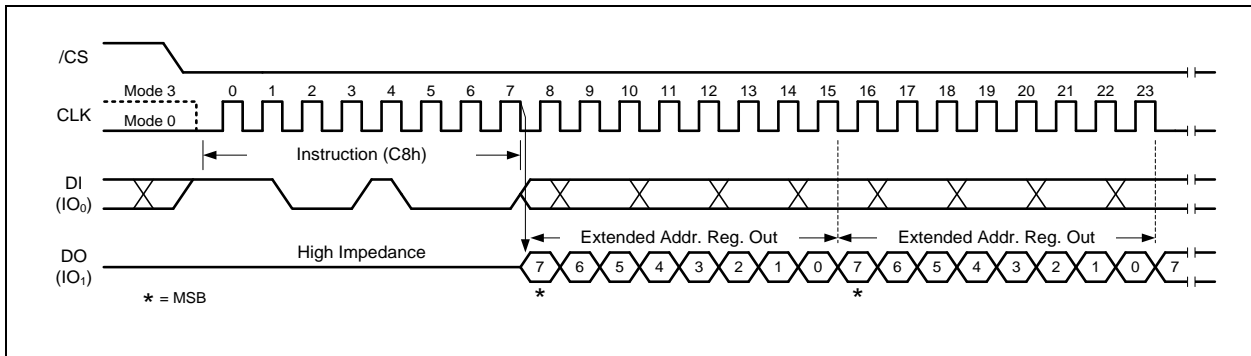 /CS
Mode 3
0 1 2 3 4 5 6 7 8 9 10 11 12 13 14 15 16 17 18 19 20 21 22 23
CLK
Mode 0
Instruction (C8h)
DI
(IO₀)
Extended Addr. Reg. Out
Extended Addr. Reg. Out
High Impedance
DO
(IO₁)
7 6 5 4 3 2 1 0 7 6 5 4 3 2 1 0 7
* *
* = MSB